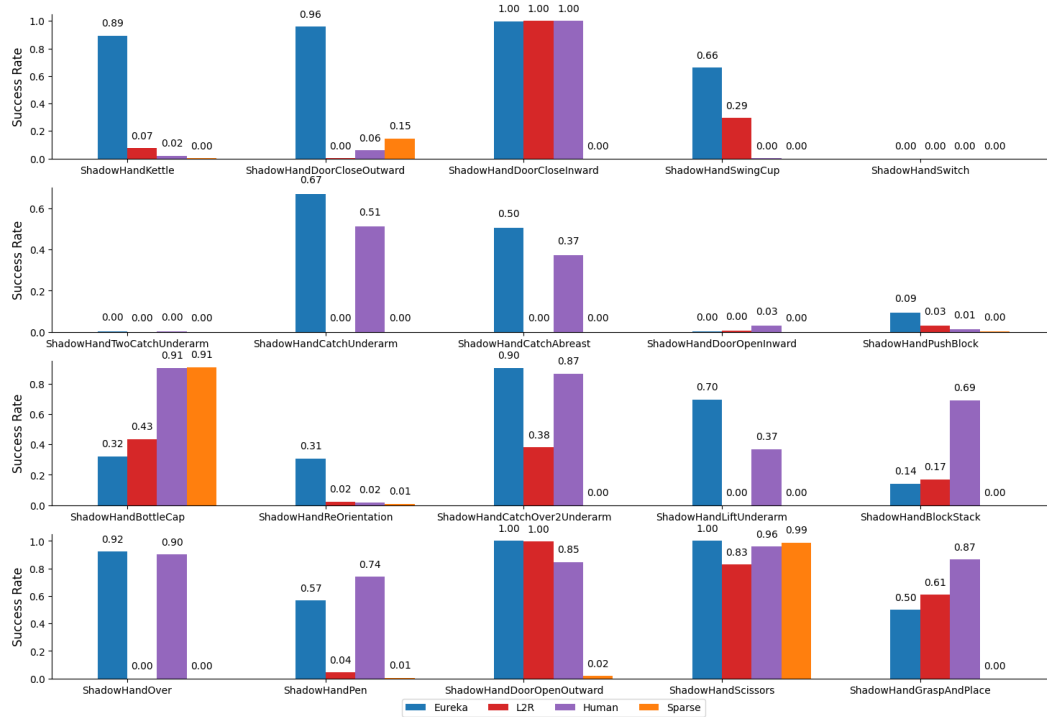 Success Rate
1.0
0.8
0.6
0.4
0.2
0.0
0.89 0.07 0.02 0.00
0.96 0.00 0.06 0.15
1.00 1.00 1.00 0.00
0.66 0.29 0.00 0.00
0.00 0.00 0.00 0.00
ShadowHandKettle ShadowHandDoorCloseOutward ShadowHandDoorCloseInward ShadowHandSwingCup ShadowHandSwitch
Success Rate
0.6
0.4
0.2
0.0
0.00 0.00 0.00 0.00
0.67 0.00 0.51 0.00
0.50 0.00 0.37 0.00
0.00 0.00 0.03 0.00
0.09 0.03 0.01 0.00
ShadowHandTwoCatchUnderarm ShadowHandCatchUnderarm ShadowHandCatchAbreast ShadowHandDoorOpenInward ShadowHandPushBlock
Success Rate
0.8
0.6
0.4
0.2
0.0
0.32 0.43 0.91 0.91
0.31 0.02 0.02 0.01
0.90 0.38 0.87 0.00
0.70 0.00 0.37 0.00
0.14 0.17 0.69 0.00
ShadowHandBottleCap ShadowHandReOrientation ShadowHandCatchOver2Underarm ShadowHandLiftUnderarm ShadowHandBlockStack
Success Rate
1.0
0.8
0.6
0.4
0.2
0.0
0.92 0.00 0.90 0.00
0.57 0.04 0.74 0.01
1.00 1.00 0.85 0.02
1.00 0.83 0.96 0.99
0.50 0.61 0.87 0.00
ShadowHandOver ShadowHandPen ShadowHandDoorOpenOutward ShadowHandScissors ShadowHandGraspAndPlace
Eureka L2R Human Sparse